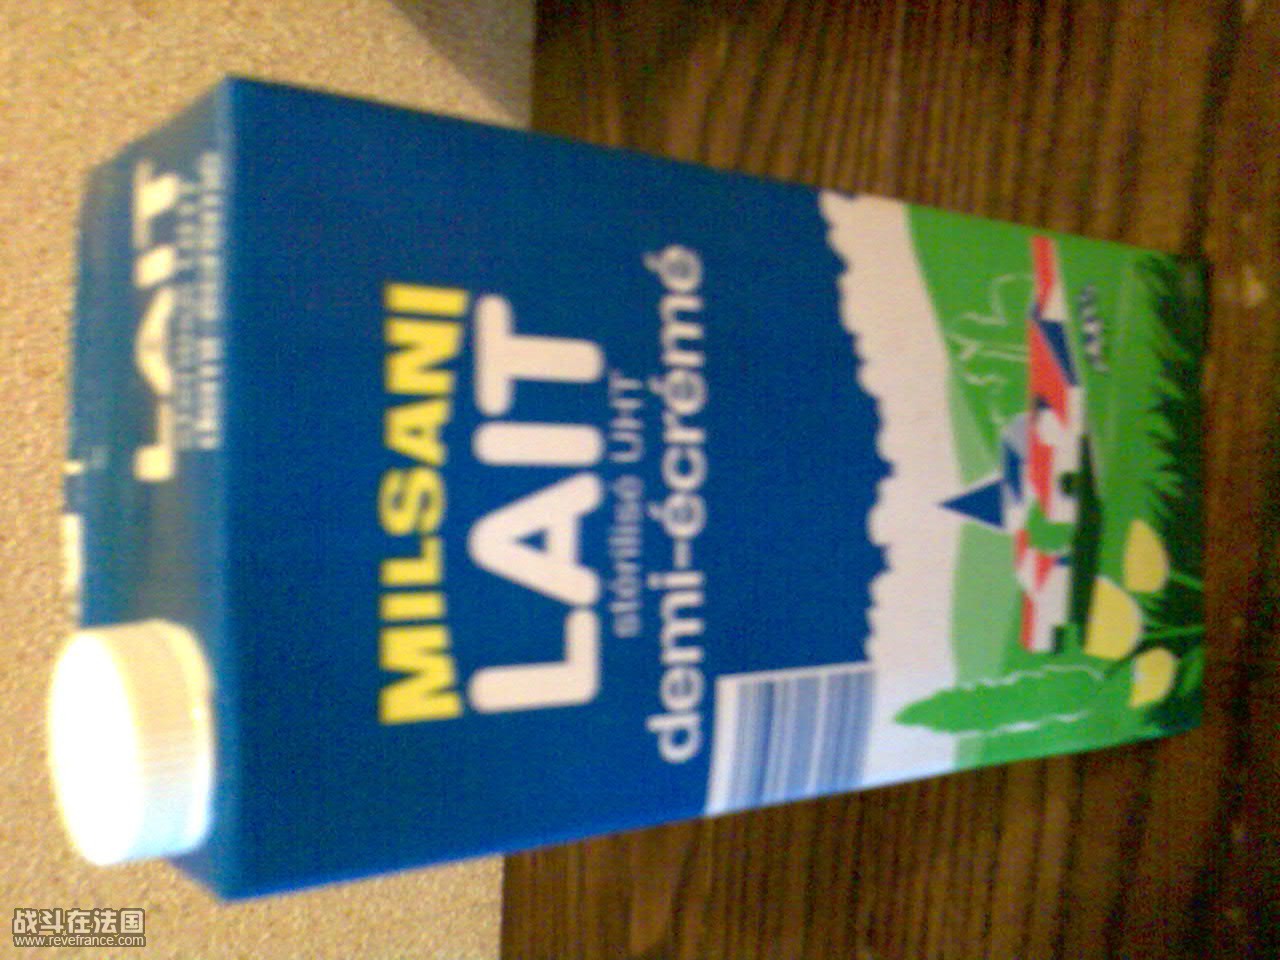 MILSANI
LAIT
stérilisé UHT
demi-écrémé
LAIT
战斗在法国
www.revefrance.com